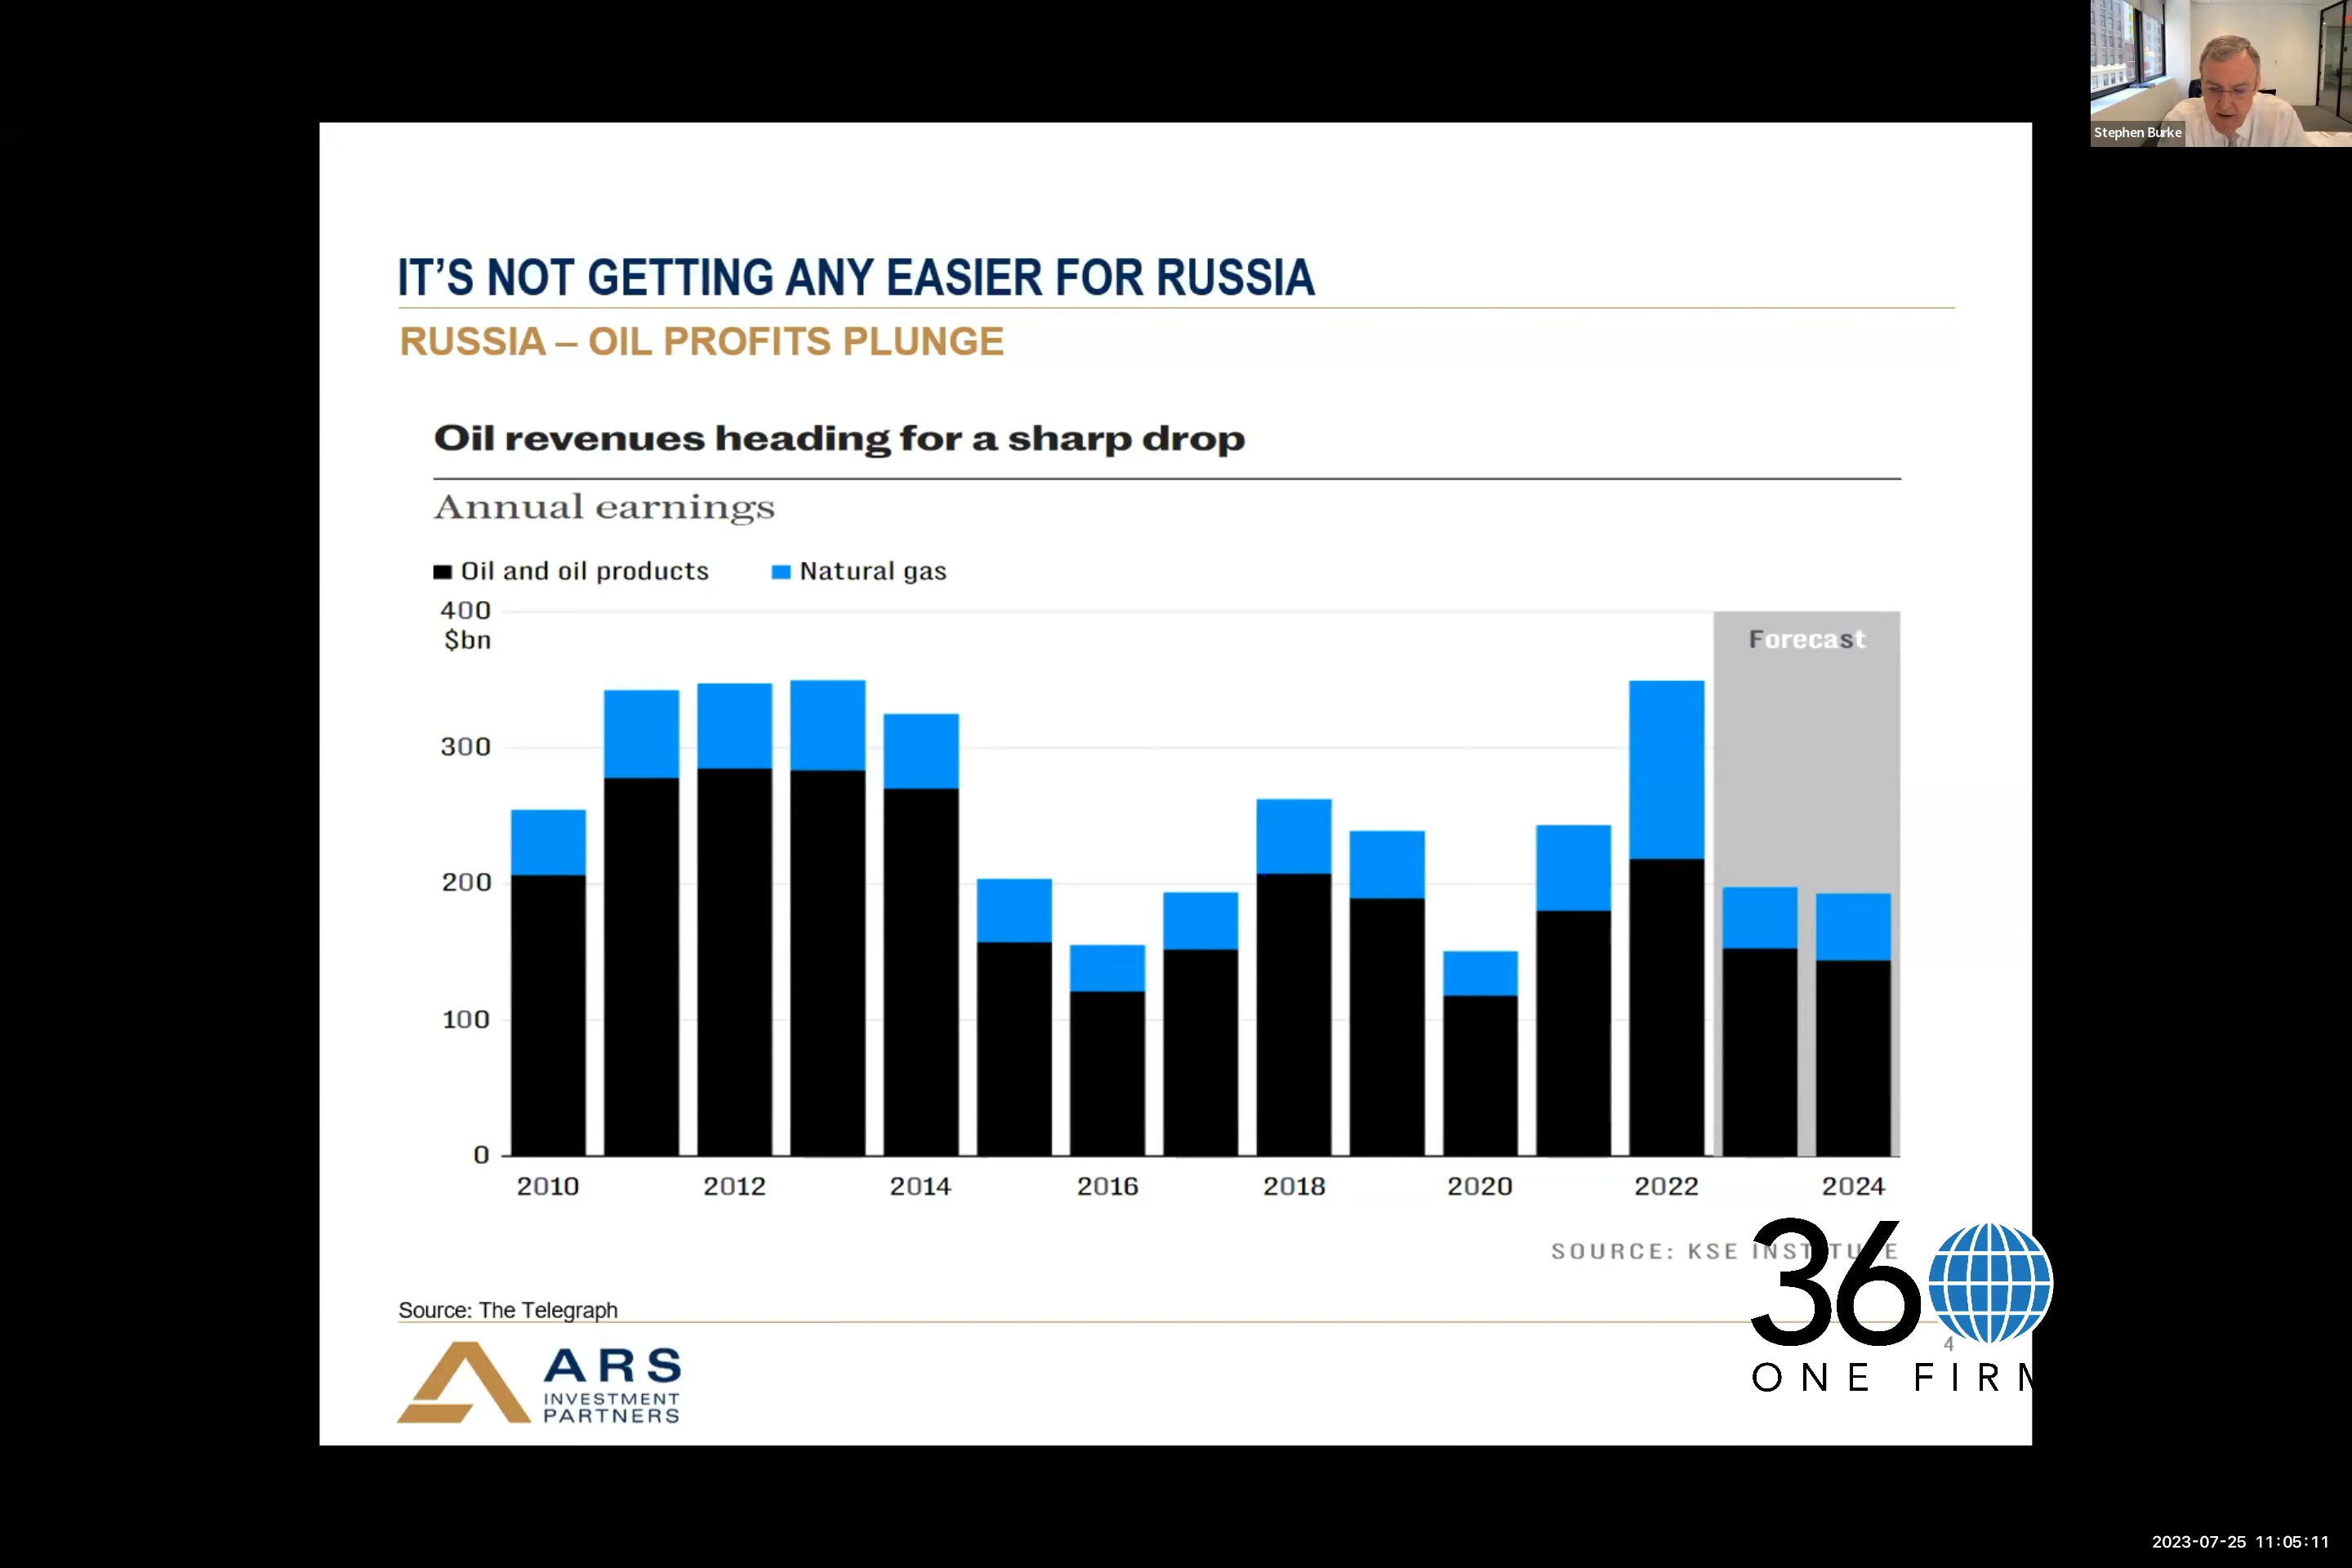 Stephen Burke
IT'S NOT GETTING ANY EASIER FOR RUSSIA
RUSSIA – OIL PROFITS PLUNGE
Oil revenues heading for a sharp drop
Annual earnings
Oil and oil products Natural gas
400
$bn
Forecast
300
200
100
0
2010 2012 2014 2016 2018 2020 2022 2024
SOURCE: KSE INSTITUTE
360
Source: The Telegraph
4
ARS
INVESTMENT
PARTNERS
ONE FIRM
2023-07-25 11:05:11